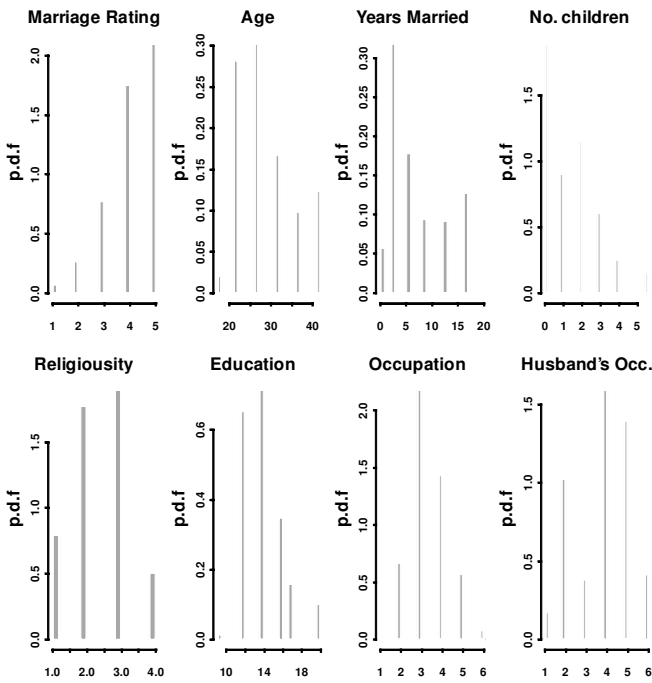 Marriage Rating
p.d.f
2.0
1.5
1.0
0.5
0.0
1 2 3 4 5
Age
0.30
0.25
0.20
0.15
0.10
0.05
0.00
20 30 40
Years Married
p.d.f
0.30
0.25
0.20
0.15
0.10
0.05
0.00
0 5 10 15 20
No. children
p.d.f
1.5
1.0
0.5
0.0
0 1 2 3 4 5
Religiousity
p.d.f
1.5
1.0
0.5
0.0
1.0 2.0 3.0 4.0
Education
p.d.f
0.6
0.4
0.2
0.0
10 14 18
Occupation
p.d.f
2.0
1.5
1.0
0.5
0.0
1 2 3 4 5 6
Husband's Occ.
p.d.f
1.5
1.0
0.5
0.0
1 2 3 4 5 6